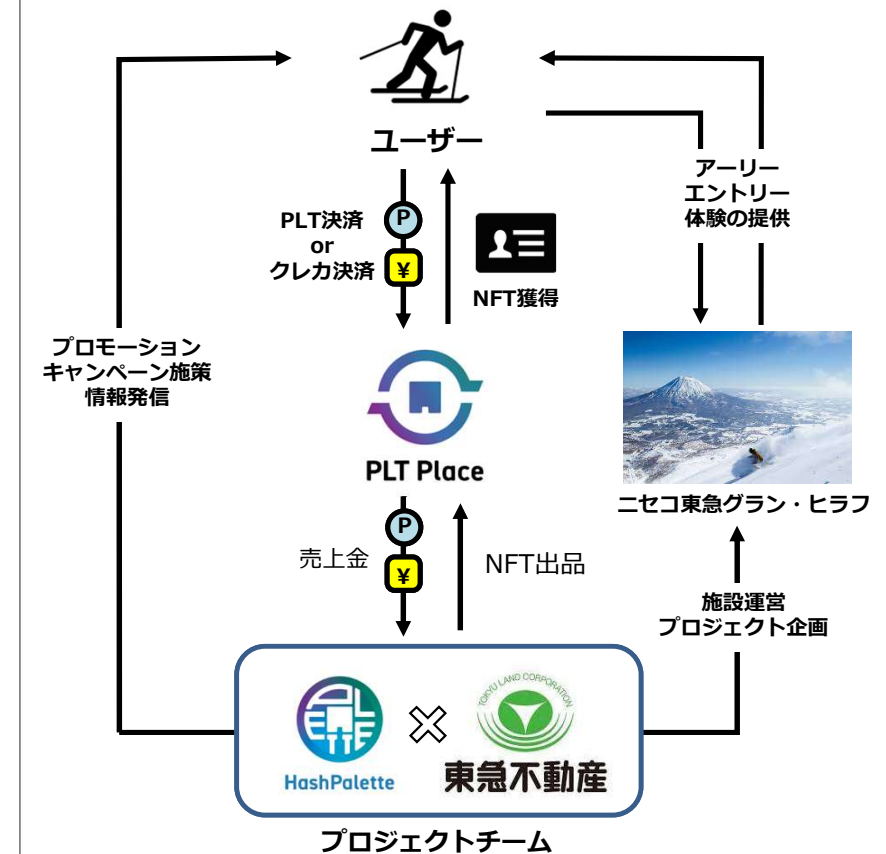 ユーザー
アーリー
エントリー
体験の提供
PLT決済
or
クレカ決済
P
¥
NFT獲得
プロモーション
キャンペーン施策
情報発信
PLT Place
ニセコ東急グラン・ヒラフ
P
売上金
¥
NFT出品
施設運営
プロジェクト企画
PALETTE
HashPalette
TOKYU LAND CORPORATION
東急不動産
プロジェクトチーム